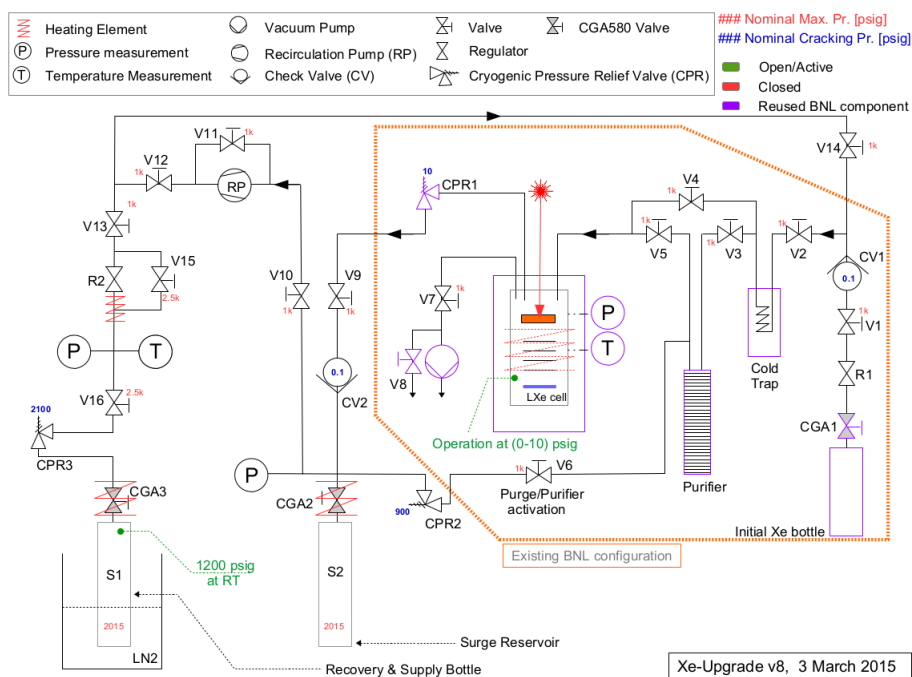 Heating Element
P
Pressure measurement
T
Temperature Measurement
Vacuum Pump
Recirculation Pump (RP)
Check Valve (CV)
Valve
Regulator
Cryogenic Pressure Relief Valve (CPR)
CGA580 Valve
### Nominal Max. Pr. [psig]
### Nominal Cracking Pr. [psig]
Open/Active
Closed
Reused BNL component
V11
1k
V12
1k
RP
V14
1k
10
CPR1
V4
1k
V13
1k
V5
1k
V3
1k
V2
1k
CV1
0.1
V15
2.5k
R2
V10
1k
V9
1k
V7
1k
P
T
V1
1k
P
T
V8
LXe cell
Cold
Trap
R1
0.1
CV2
V16
2.5k
2100
CPR3
CGA1
Operation at (0-10) psig
P
V6
1k
Purge/Purifier
activation
Purifier
CGA3
CGA2
900
CPR2
Initial Xe bottle
Existing BNL configuration
1200 psig
at RT
S1
S2
2015
2015
LN2
Surge Reservoir
Recovery & Supply Bottle
Xe-Upgrade v8, 3 March 2015